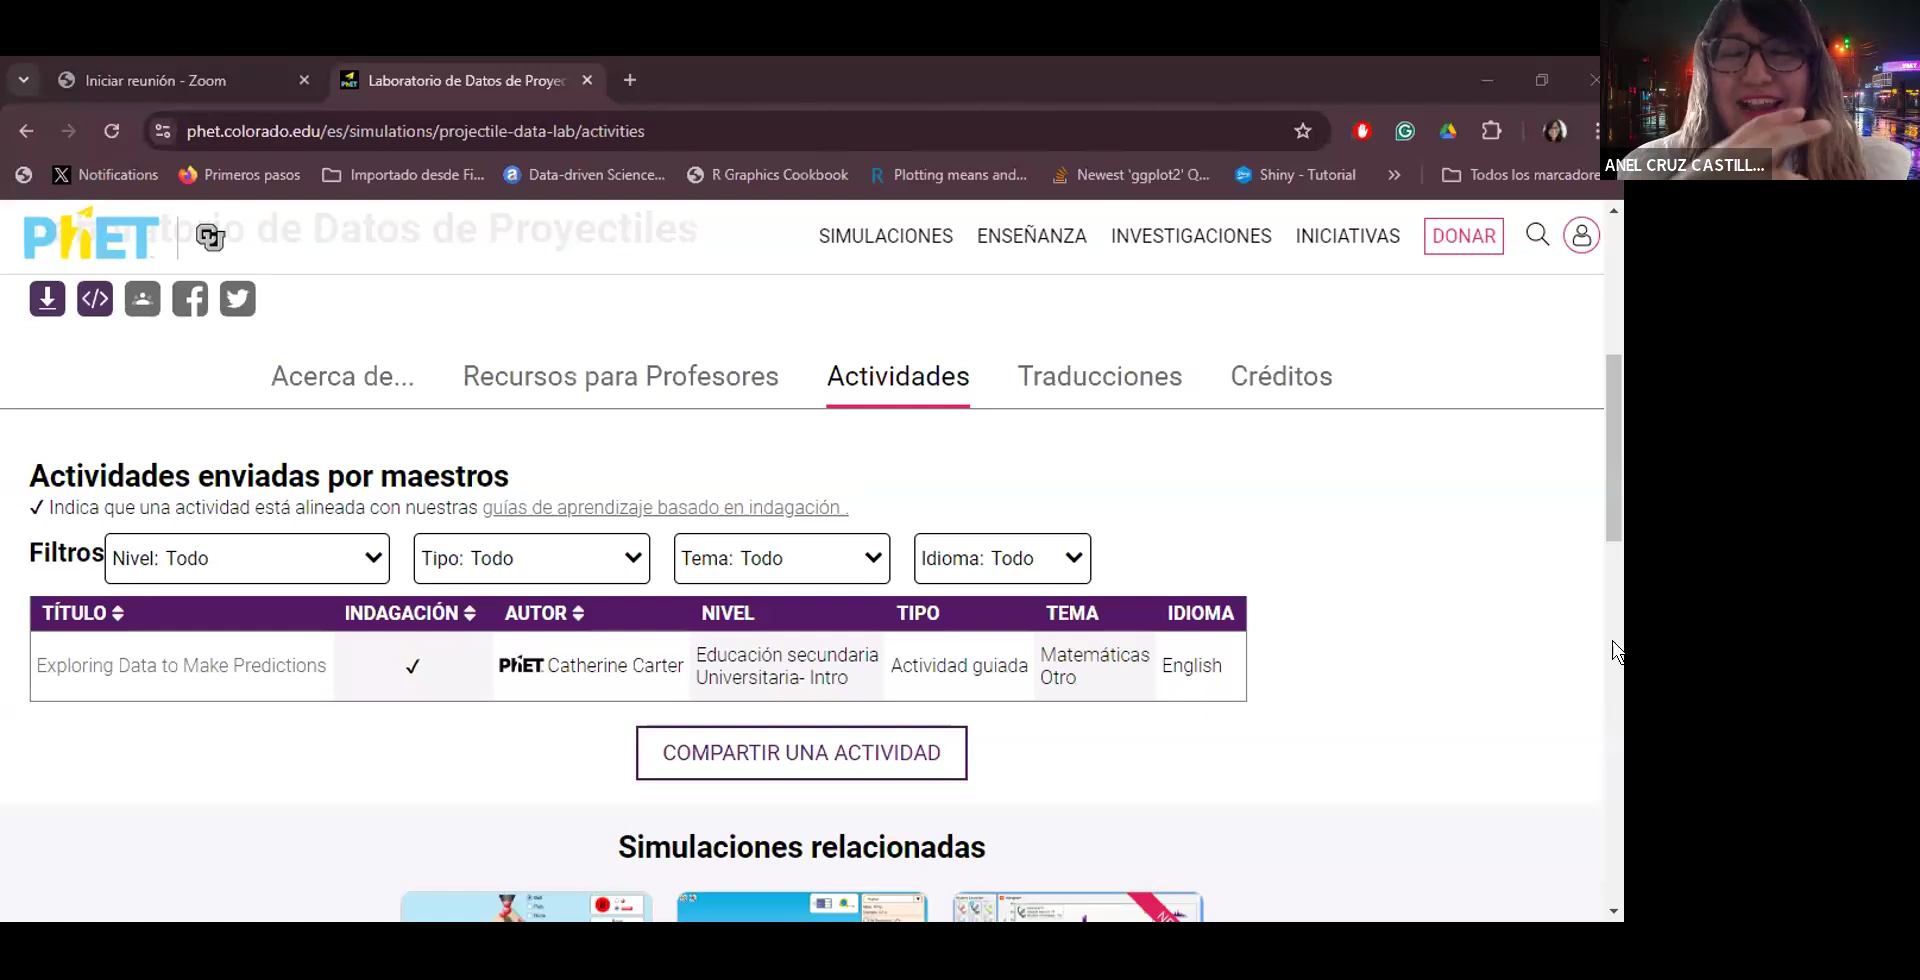 Iniciar reunión - Zoom
Laboratorio de Datos de Proyec
phet.colorado.edu/es/simulations/projectile-data-lab/activities
Notifications Primeros pasos Importado desde Fi... Data-driven Science... R Graphics Cookbook Plotting means and... Newest 'ggplot2' Q... Shiny - Tutorial » Todos los marcadore
ANEL CRUZ CASTILL...
de Datos de Proyectiles
PhET SIMULACIONES ENSEÑANZA INVESTIGACIONES INICIATIVAS DONAR
Acerca de... Recursos para Profesores Actividades Traducciones Créditos
Actividades enviadas por maestros
✓ Indica que una actividad está alineada con nuestras guías de aprendizaje basado en indagación .
Filtros Nivel: Todo Tipo: Todo Tema: Todo Idioma: Todo
TÍTULO INDAGACIÓN AUTOR NIVEL TIPO TEMA IDIOMA
Exploring Data to Make Predictions ✓ PhET Catherine Carter Educación secundaria Actividad guiada Matemáticas English
Universitaria- Intro Otro
COMPARTIR UNA ACTIVIDAD
Simulaciones relacionadas